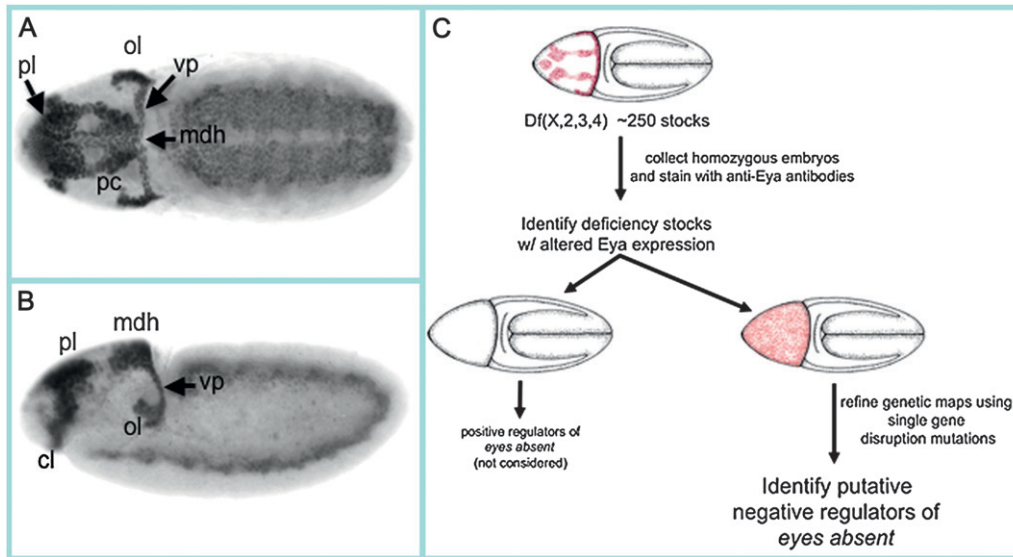 A
ol
pl
vp
mdh
pc
B
mdh
pl
vp
ol
cl
C
Df(X,2,3,4) ~250 stocks
collect homozygous embryos
and stain with anti-Eya antibodies
Identify deficiency stocks
w/ altered Eya expression
positive regulators of
eyes absent
(not considered)
refine genetic maps using
single gene
disruption mutations
Identify putative
negative regulators of
eyes absent